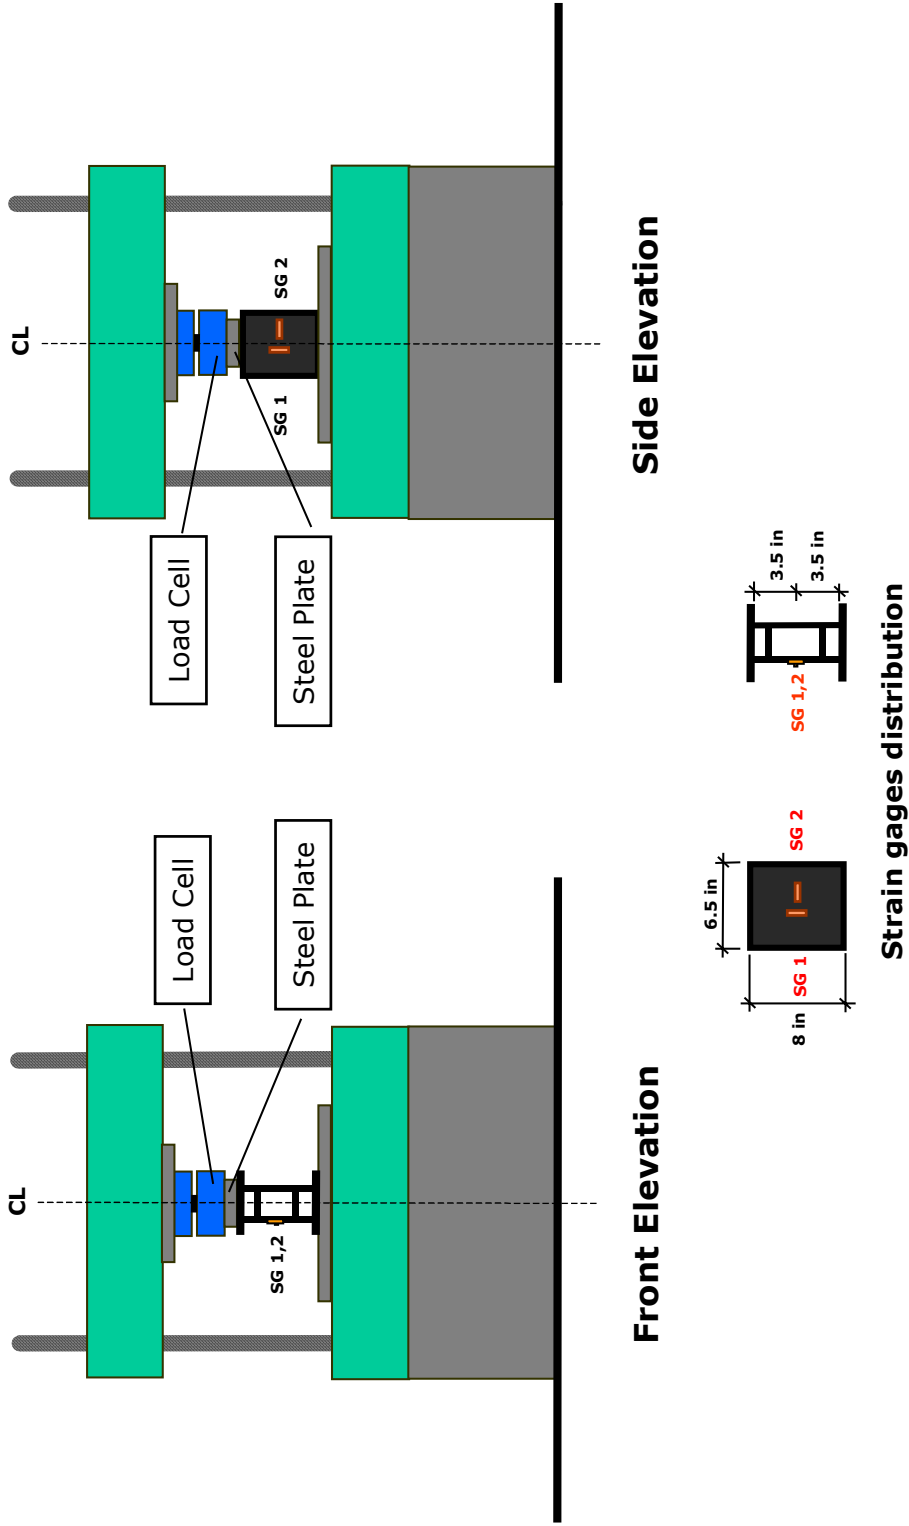 CL
Load Cell
Steel Plate
SG 1,2
Front Elevation
CL
Load Cell
Steel Plate
SG 1
SG 2
Side Elevation
8 in
6.5 in
SG 1
SG 2
SG 1,2
3.5 in
3.5 in
Strain gages distribution